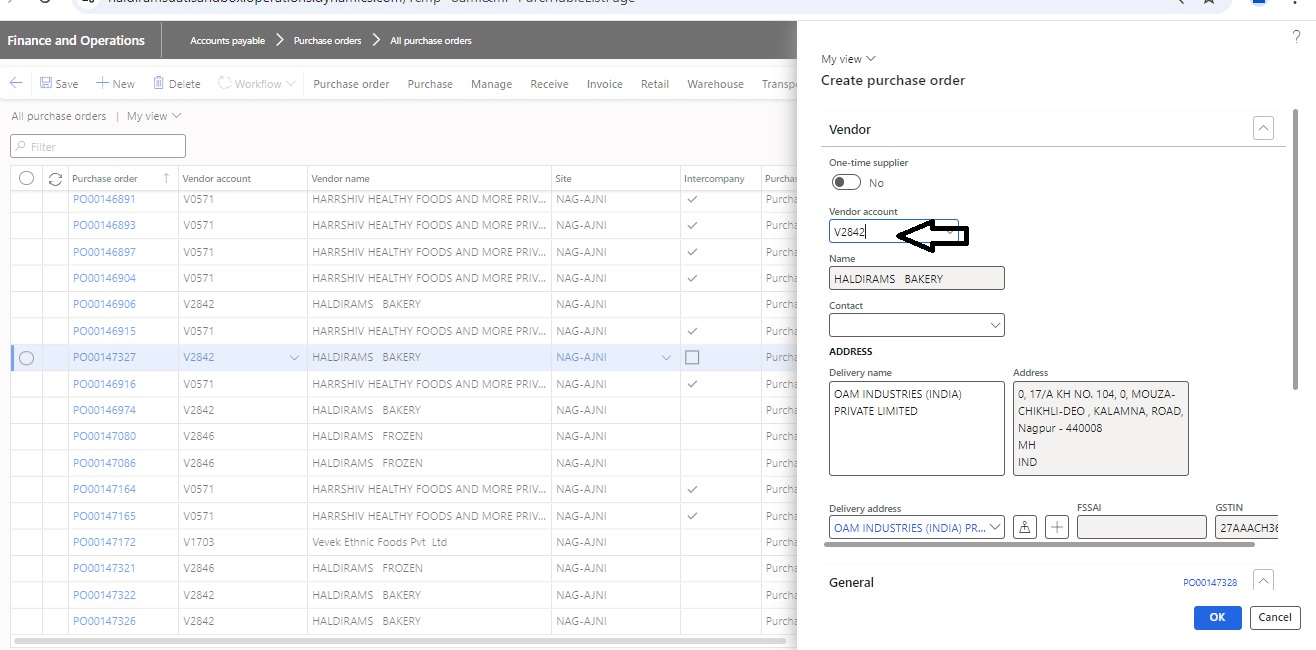 Finance and Operations
Accounts payable > Purchase orders > All purchase orders
Save New Delete Workflow Purchase order Purchase Manage Receive Invoice Retail Warehouse Transp
All purchase orders | My view
Filter
Purchase order Vendor account Vendor name Site Intercompany Purchas
PO00146891 V0571 HARRSHIV HEALTHY FOODS AND MORE PRIV... NAG-AJNI Purcha
PO00146893 V0571 HARRSHIV HEALTHY FOODS AND MORE PRIV... NAG-AJNI Purcha
PO00146897 V0571 HARRSHIV HEALTHY FOODS AND MORE PRIV... NAG-AJNI Purcha
PO00146904 V0571 HARRSHIV HEALTHY FOODS AND MORE PRIV... NAG-AJNI Purcha
PO00146906 V2842 HALDIRAMS BAKERY NAG-AJNI Purcha
PO00146915 V0571 HARRSHIV HEALTHY FOODS AND MORE PRIV... NAG-AJNI Purcha
PO00147327 V2842 HALDIRAMS BAKERY NAG-AJNI Purcha
PO00146916 V0571 HARRSHIV HEALTHY FOODS AND MORE PRIV... NAG-AJNI Purcha
PO00146974 V2842 HALDIRAMS BAKERY NAG-AJNI Purcha
PO00147080 V2846 HALDIRAMS FROZEN NAG-AJNI Purcha
PO00147086 V2846 HALDIRAMS FROZEN NAG-AJNI Purcha
PO00147164 V0571 HARRSHIV HEALTHY FOODS AND MORE PRIV... NAG-AJNI Purcha
PO00147165 V0571 HARRSHIV HEALTHY FOODS AND MORE PRIV... NAG-AJNI Purcha
PO00147172 V1703 Vevek Ethnic Foods Pvt Ltd NAG-AJNI Purcha
PO00147321 V2846 HALDIRAMS FROZEN NAG-AJNI Purcha
PO00147322 V2842 HALDIRAMS BAKERY NAG-AJNI Purcha
PO00147326 V2842 HALDIRAMS BAKERY NAG-AJNI Purcha
?
My view
Create purchase order
Vendor
One-time supplier
No
Vendor account
V2842
Name
HALDIRAMS BAKERY
Contact
ADDRESS
Delivery name
OAM INDUSTRIES (INDIA)
PRIVATE LIMITED
Address
0, 17/A KH NO. 104, 0, MOUZA-
CHIKHLI-DEO , KALAMNA, ROAD,
Nagpur - 440008
MH
IND
Delivery address
OAM INDUSTRIES (INDIA) PR...
FSSAI
GSTIN
27AAACH36
General PO00147328
OK Cancel